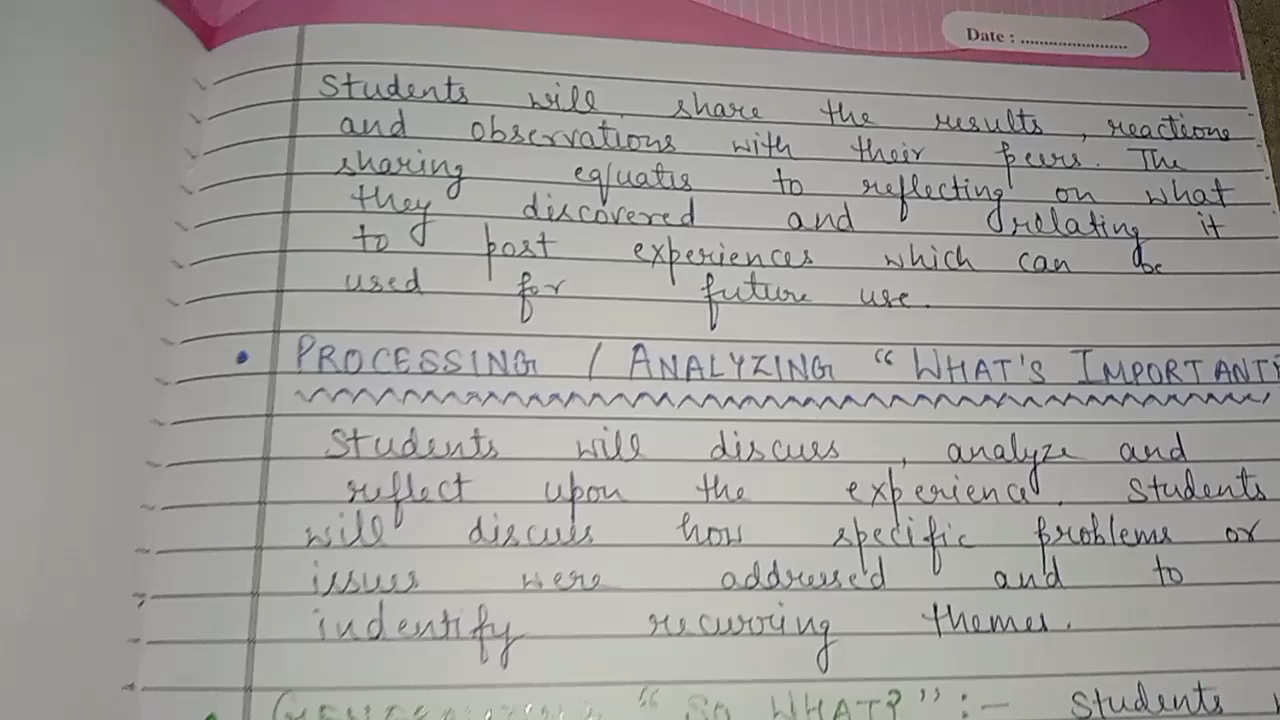 Date : ........................
Students will share the results, reactions
and observations with their peers. The
sharing equates to reflecting on what
they discovered and relating it
to past experiences which can be
used for future use.
• PROCESSING / ANALYZING "WHAT'S IMPORTANT?
Students will discuss, analyze and
reflect upon the experience. Students
will discuss how specific problems or
issues were addressed and to
indentify recurring themes.
"SO WHAT?" :- Students